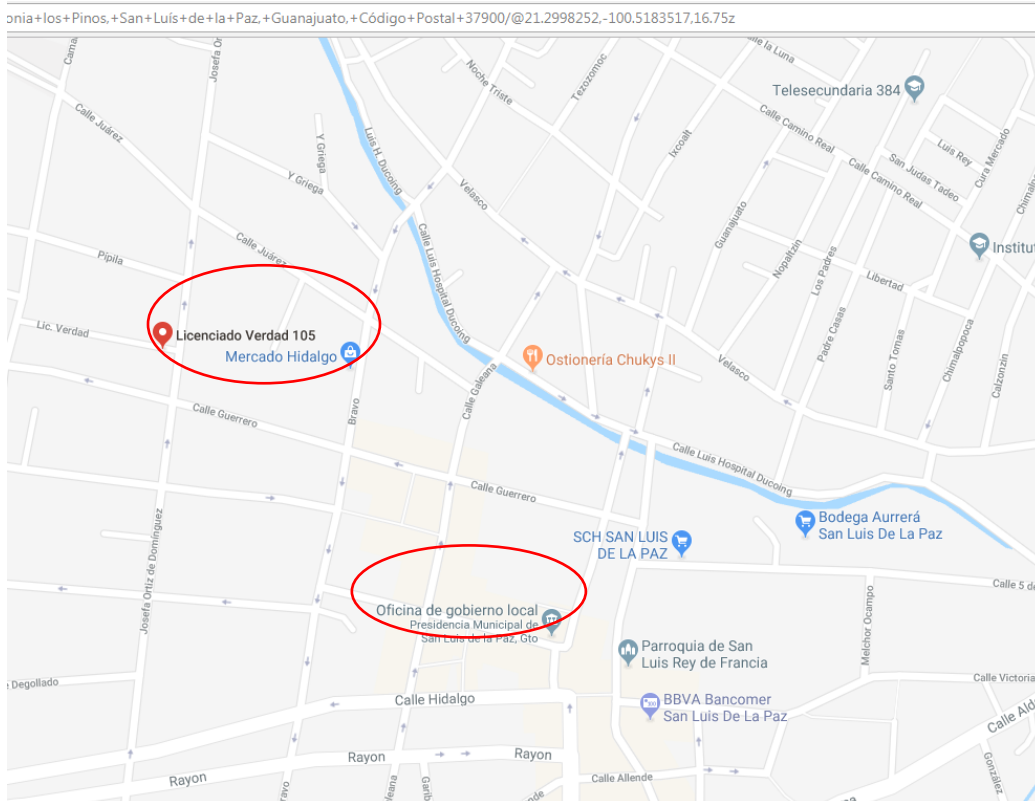 onia+los+Pinos,+San+Luís+de+la+Paz,+Guanajuato,+Código+Postal+37900/@21.2998252,-100.5183517,16.75z
Noche Triste
Tezozomoc
Telesecundaria 384
Calle Juárez
Y Griega
Luis H. Ducoing
Ixcoalt
Calle Camino Real
Luis Rey
Cura Mercado
San Judas Tadeo
Calle Camino Real
Y Griega
Velasco
Guanajuato
Nopaltzin
Los Padres
Pipila
Calle Juárez
Calle Luis Hospital Ducoing
Libertad
Lic. Verdad
Licenciado Verdad 105
Mercado Hidalgo
Ostionería Chukys II
Padre Casas
Santo Tomas
Chimalpopoca
Calzonzin
Velasco
Calle Galeana
Bravo
Calle Guerrero
Calle Luis Hospital Ducoing
Calle Guerrero
Bodega Aurrerá
San Luis De La Paz
SCH SAN LUIS
DE LA PAZ
Josefa Ortiz de Domínguez
Calle 5 d
Melchor Ocampo
Oficina de gobierno local
Presidencia Municipal de
San Luis de la Paz, Gto
Parroquia de San
Luis Rey de Francia
Degollado
Calle Victoria
Calle Hidalgo
BBVA Bancomer
San Luis De La Paz
Calle Ald
Rayon
Rayon
Rayon
Calle Allende
González